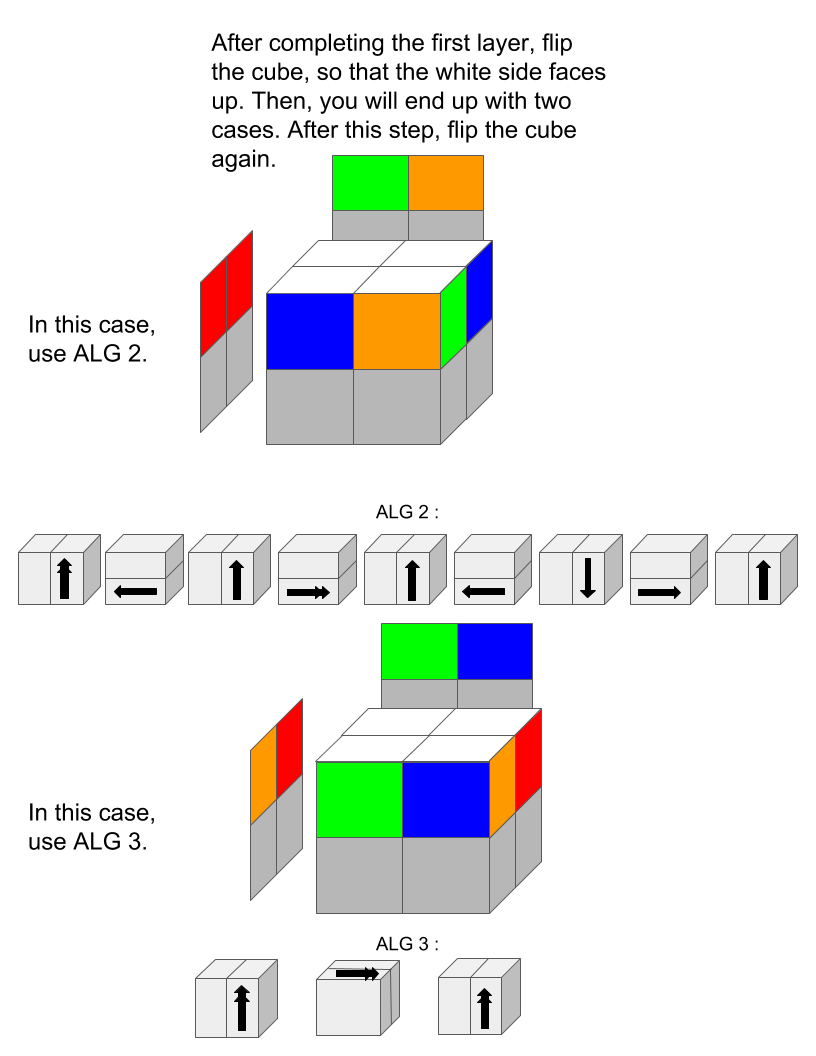 After completing the first layer, flip
the cube, so that the white side faces
up. Then, you will end up with two
cases. After this step, flip the cube
again.
In this case,
use ALG 2.
ALG 2 :
In this case,
use ALG 3.
ALG 3 :